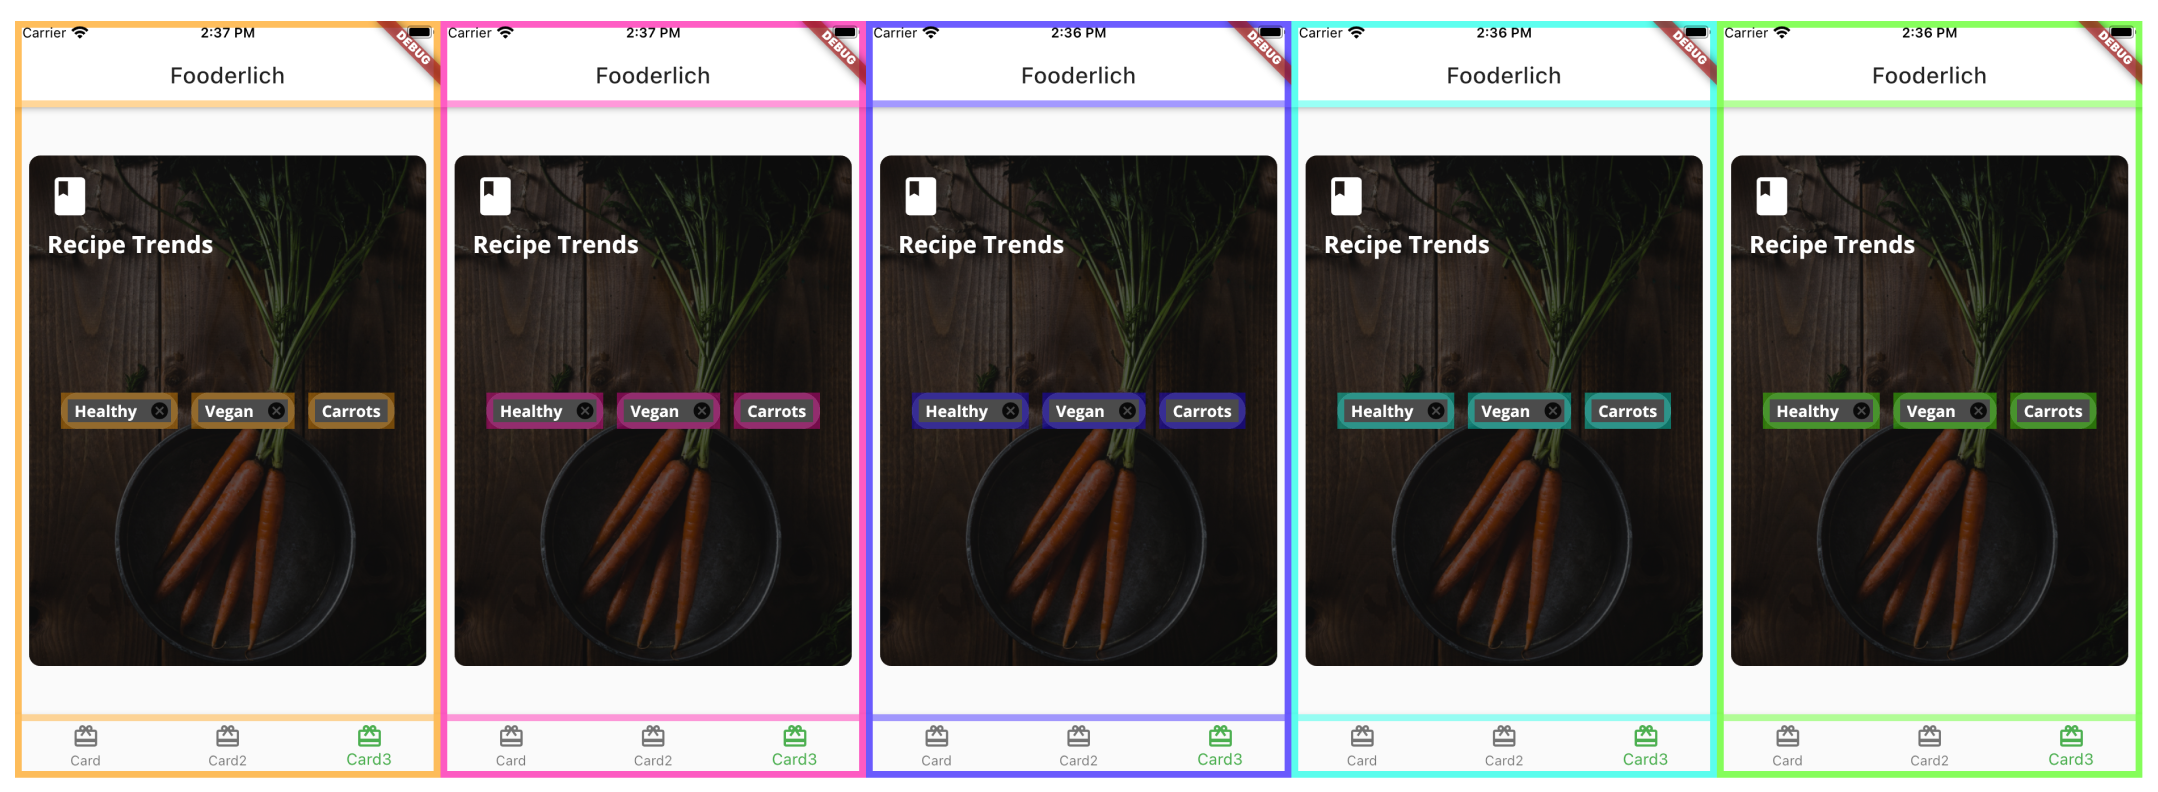 Carrier 2:37 PM DEBUG
Fooderlich
Recipe Trends
Healthy Vegan Carrots
Card Card2 Card3
Carrier 2:37 PM DEBUG
Fooderlich
Recipe Trends
Healthy Vegan Carrots
Card Card2 Card3
Carrier 2:36 PM DEBUG
Fooderlich
Recipe Trends
Healthy Vegan Carrots
Card Card2 Card3
Carrier 2:36 PM DEBUG
Fooderlich
Recipe Trends
Healthy Vegan Carrots
Card Card2 Card3
Carrier 2:36 PM DEBUG
Fooderlich
Recipe Trends
Healthy Vegan Carrots
Card Card2 Card3